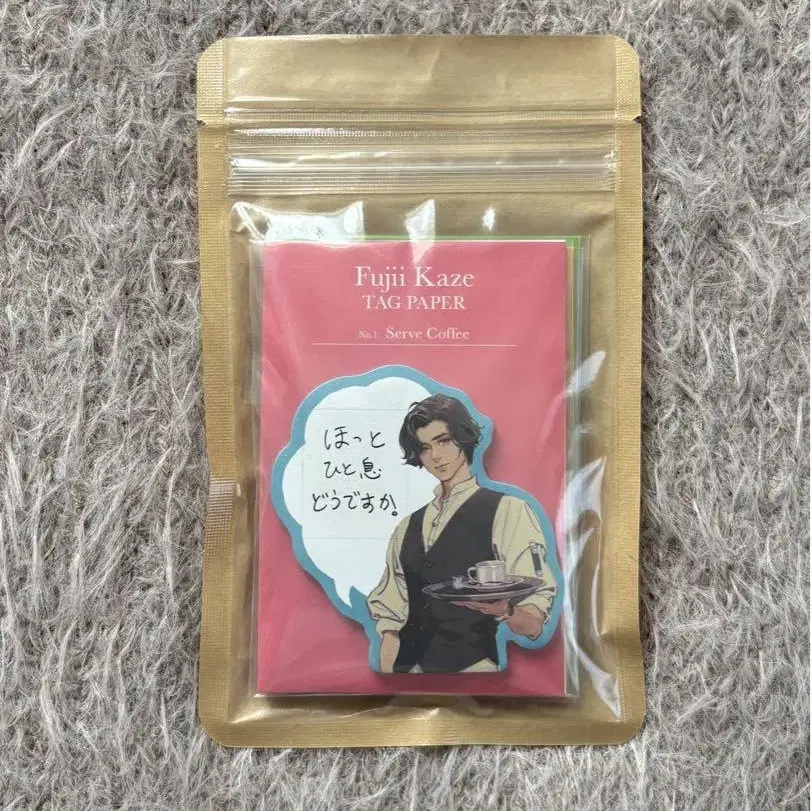 Fujii Kaze
TAG PAPER
No.1 Serve Coffee
ほっと
ひと息
どうですか。